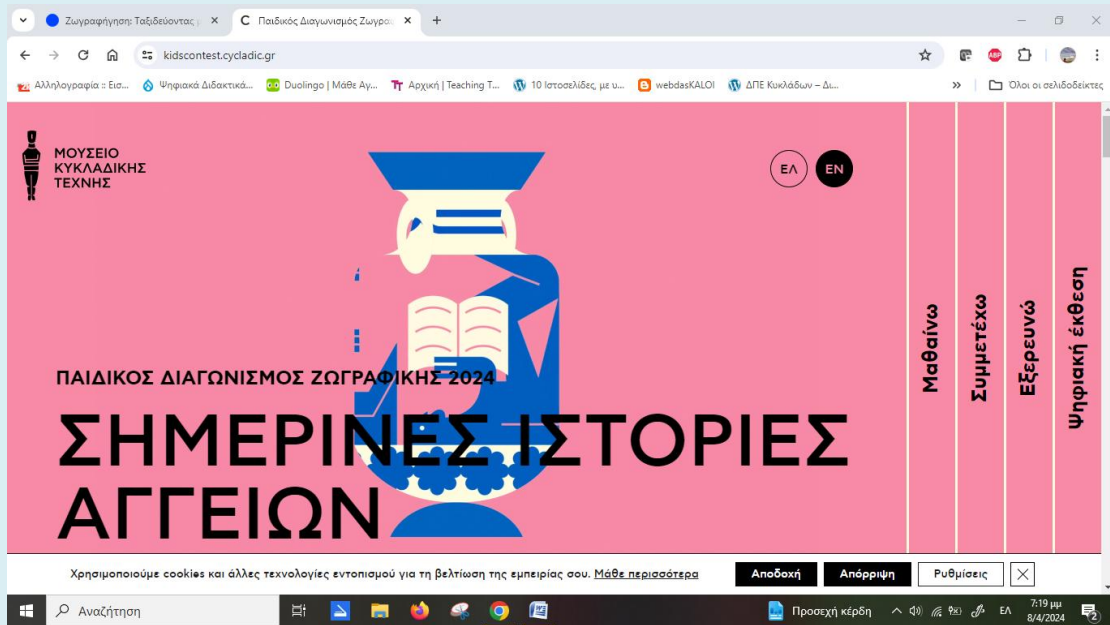 Ζωγραφήγηση: Ταξιδεύοντας
Παιδικός Διαγωνισμός Ζωγρα
kidscontest.cycladic.gr
ABP
Αλληλογραφία :: Εισ...
Ψηφιακά Διδακτικά...
Duolingo | Μάθε Αγ...
Αρχική | Teaching T...
10 Ιστοσελίδες, με υ...
webdasKALOI
ΔΠΕ Κυκλάδων – Δι...
»
Όλοι οι σελιδοδείκτες
ΜΟΥΣΕΙΟ
ΚΥΚΛΑΔΙΚΗΣ
ΤΕΧΝΗΣ
ΕΛ
EN
Μαθαίνω
Συμμετέχω
Εξερευνώ
Ψηφιακή έκθεση
ΠΑΙΔΙΚΟΣ ΔΙΑΓΩΝΙΣΜΟΣ ΖΩΓΡΑΦΙΚΗΣ 2024
ΣΗΜΕΡΙΝΕΣ ΙΣΤΟΡΙΕΣ
ΑΓΓΕΙΩΝ
Χρησιμοποιούμε cookies και άλλες τεχνολογίες εντοπισμού για τη βελτίωση της εμπειρίας σου. Μάθε περισσότερα
Αποδοχή
Απόρριψη
Ρυθμίσεις
Αναζήτηση
Προσεχή κέρδη
ΕΛ
7:19 μμ
8/4/2024
2